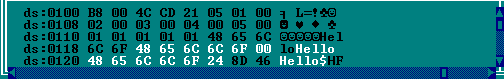 ds:0100 B8 00 4C CD 21 05 01 00 ╕ L═!♣☺
ds:0108 02 00 03 00 04 00 05 00 ☻ ♥ ♦ ♣
ds:0110 01 01 01 01 01 48 65 6C ☺☺☺☺☺Hel
ds:0118 6C 6F 48 65 6C 6C 6F 00 loHello
ds:0120 48 65 6C 6C 6F 24 8D 46 Hello$ìF